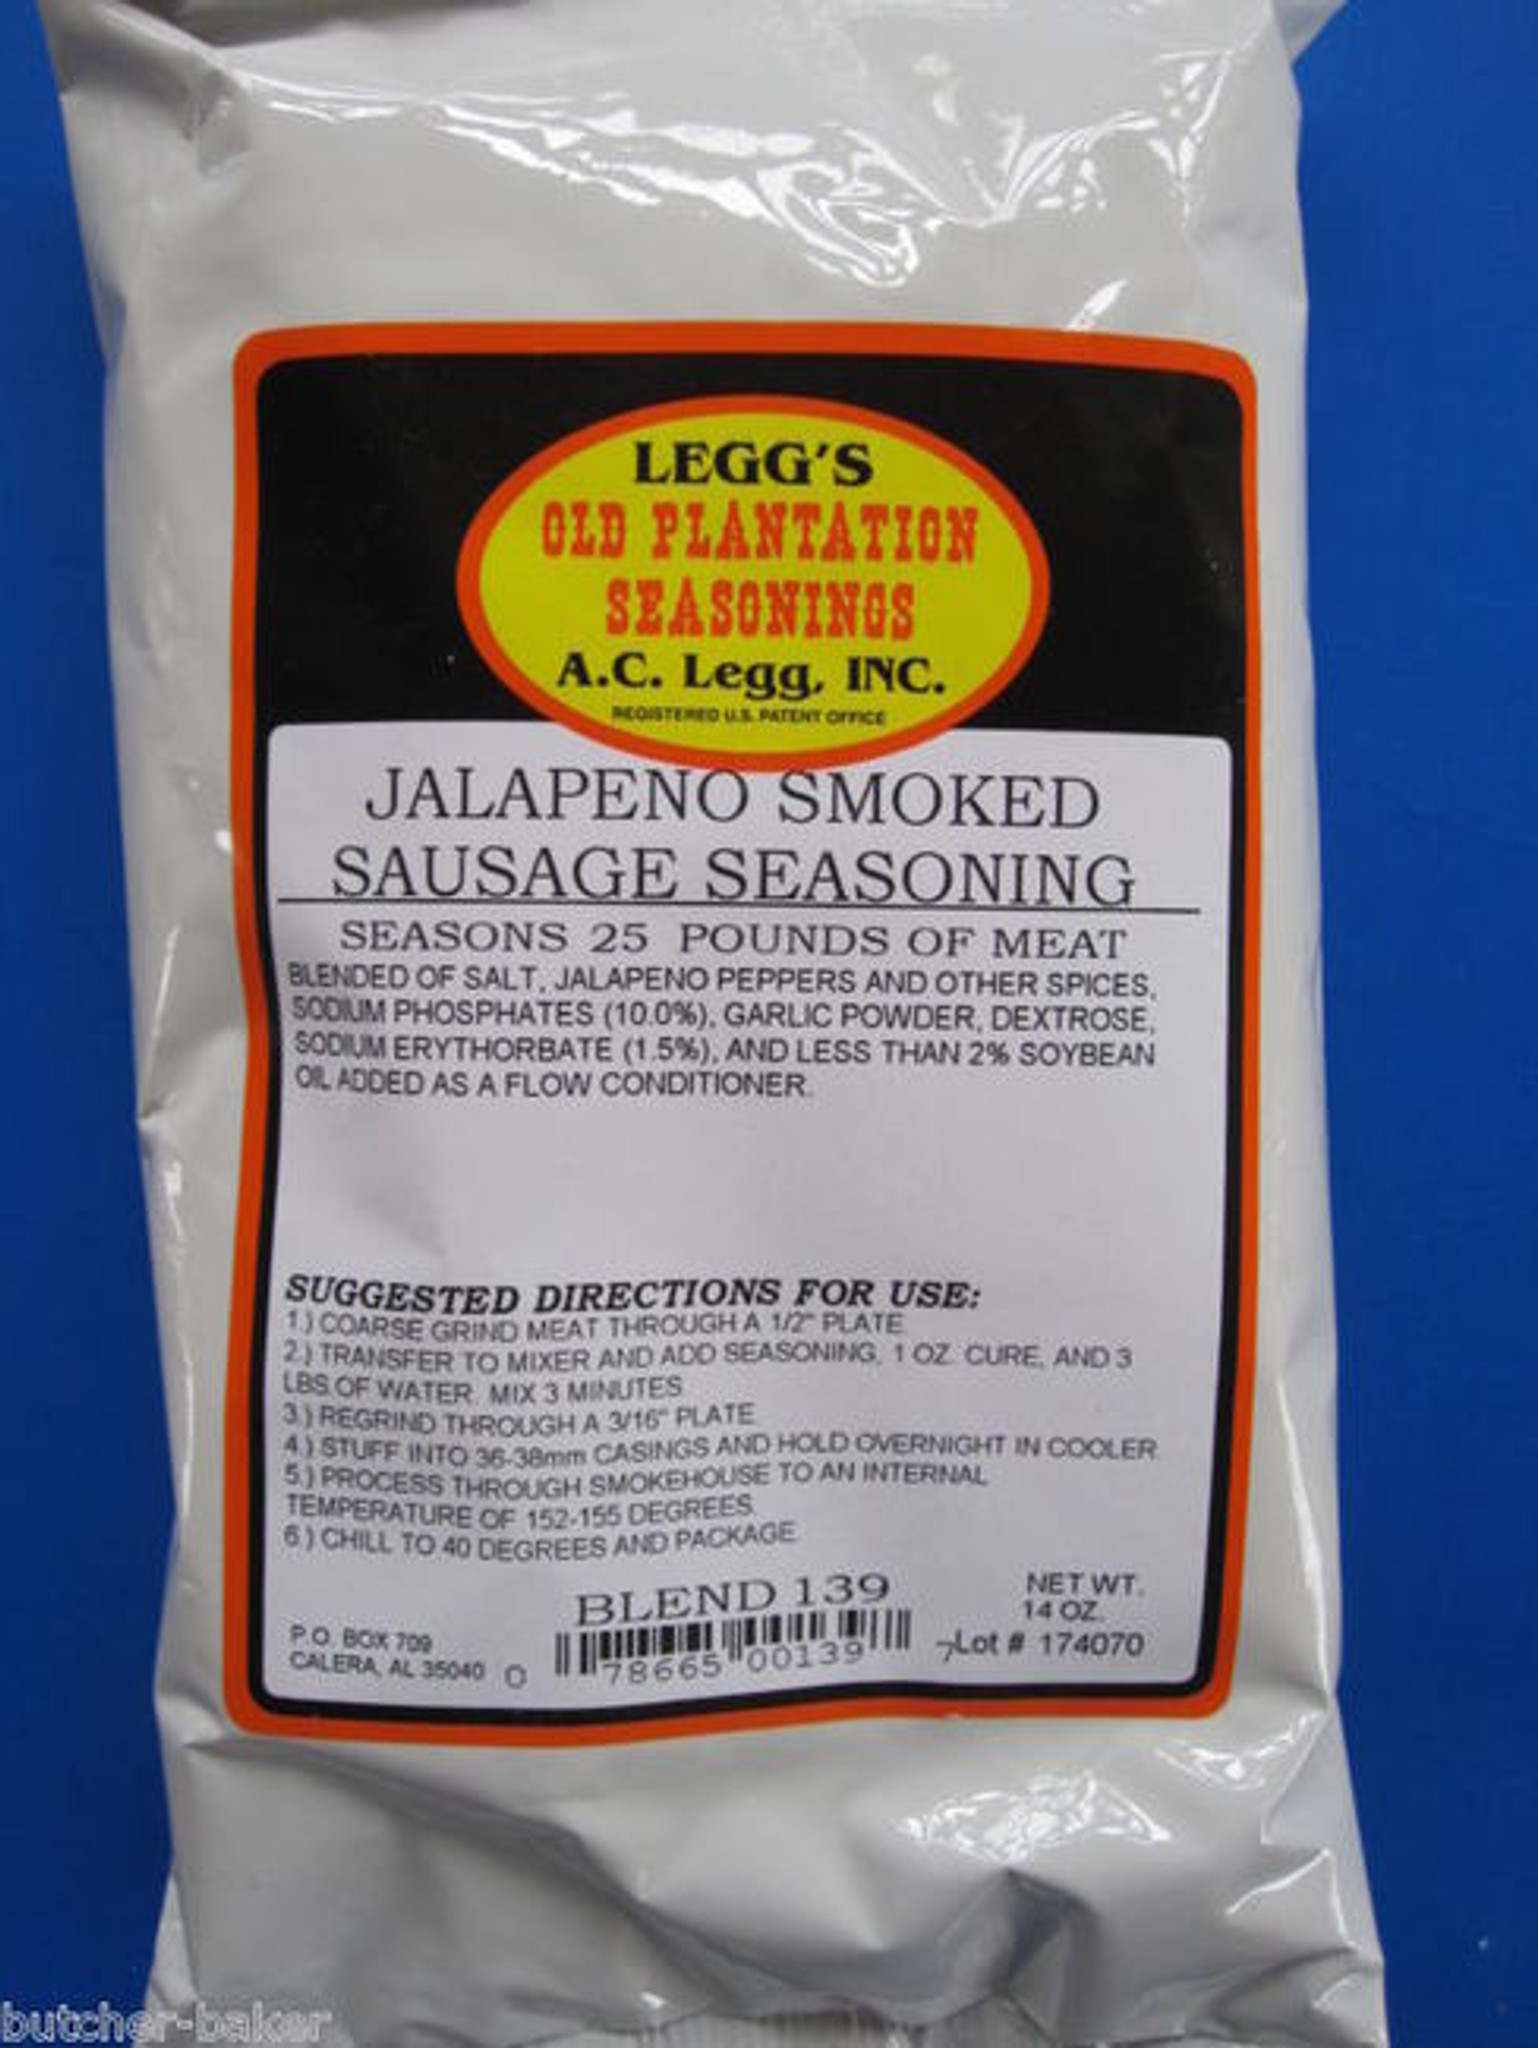 LEGG'S
OLD PLANTATION
SEASONINGS
A.C. Legg, INC.
REGISTERED U.S. PATENT OFFICE
JALAPENO SMOKED
SAUSAGE SEASONING
SEASONS 25 POUNDS OF MEAT
BLENDED OF SALT, JALAPENO PEPPERS AND OTHER SPICES,
SODIUM PHOSPHATES (10.0%), GARLIC POWDER, DEXTROSE,
SODIUM ERYTHORBATE (1.5%), AND LESS THAN 2% SOYBEAN
OIL ADDED AS A FLOW CONDITIONER.
SUGGESTED DIRECTIONS FOR USE:
1.) COARSE GRIND MEAT THROUGH A 1/2" PLATE.
2.) TRANSFER TO MIXER AND ADD SEASONING, 1 OZ. CURE, AND 3
LBS.OF WATER. MIX 3 MINUTES.
3.) REGRIND THROUGH A 3/16" PLATE.
4.) STUFF INTO 36-38mm CASINGS AND HOLD OVERNIGHT IN COOLER.
5.) PROCESS THROUGH SMOKEHOUSE TO AN INTERNAL
TEMPERATURE OF 152-155 DEGREES.
6.) CHILL TO 40 DEGREES AND PACKAGE.
BLEND 139
NET WT.
14 OZ.
P.O. BOX 709
CALERA, AL 35040
0 78665 00139 7
Lot # 174070
butcher-baker